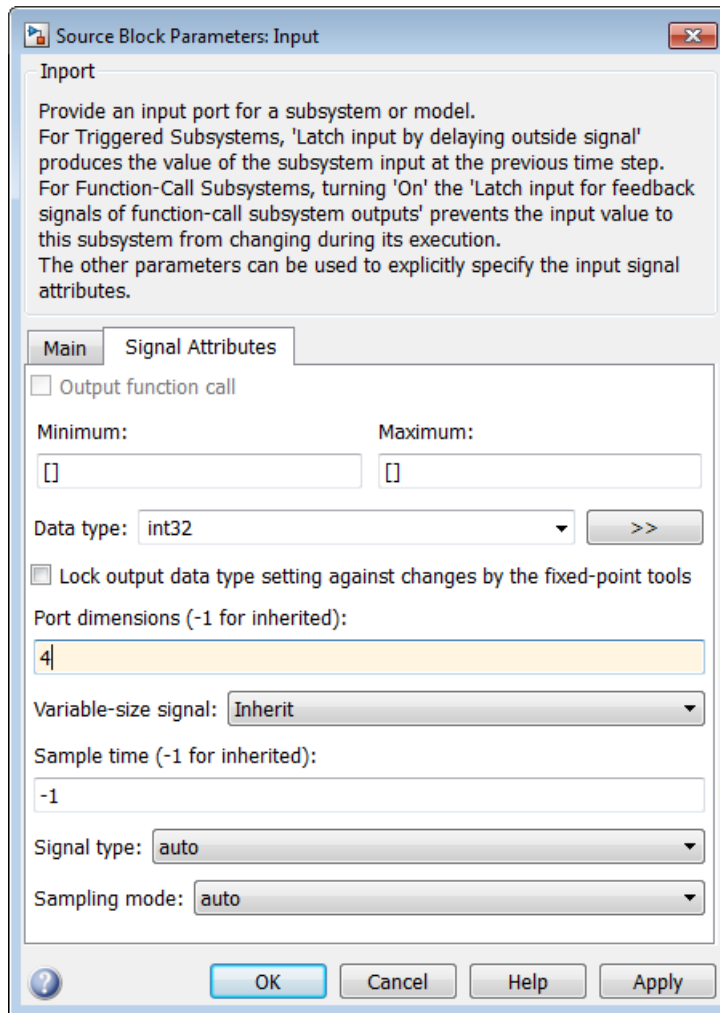 Source Block Parameters: Input
Inport
Provide an input port for a subsystem or model.
For Triggered Subsystems, 'Latch input by delaying outside signal'
produces the value of the subsystem input at the previous time step.
For Function-Call Subsystems, turning 'On' the 'Latch input for feedback
signals of function-call subsystem outputs' prevents the input value to
this subsystem from changing during its execution.
The other parameters can be used to explicitly specify the input signal
attributes.
Main Signal Attributes
Output function call
Minimum: Maximum:
[] []
Data type: int32 >>
Lock output data type setting against changes by the fixed-point tools
Port dimensions (-1 for inherited):
4
Variable-size signal: Inherit
Sample time (-1 for inherited):
-1
Signal type: auto
Sampling mode: auto
? OK Cancel Help Apply